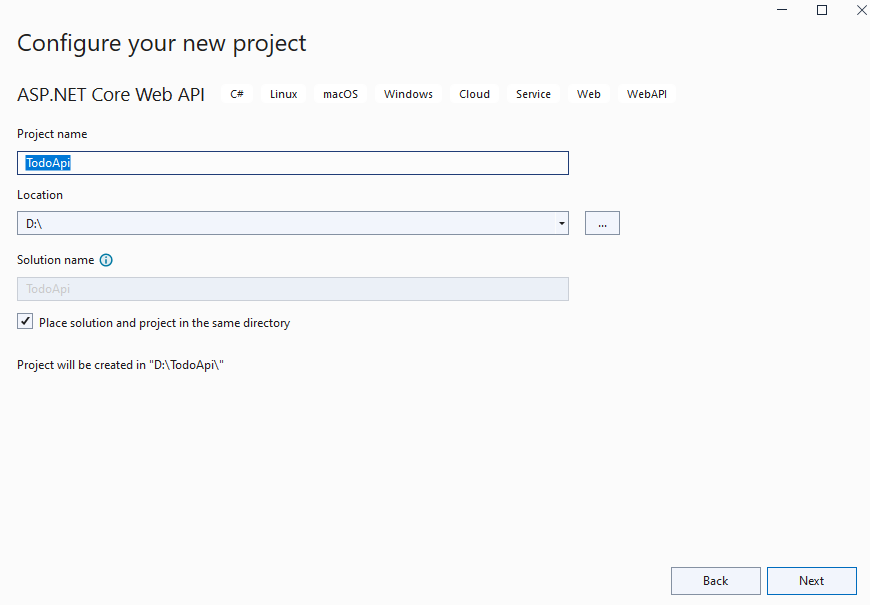 Configure your new project
ASP.NET Core Web API C# Linux macOS Windows Cloud Service Web WebAPI
Project name
TodoApi
Location
D:\
...
Solution name
TodoApi
Place solution and project in the same directory
Project will be created in "D:\TodoApi\"
Back Next